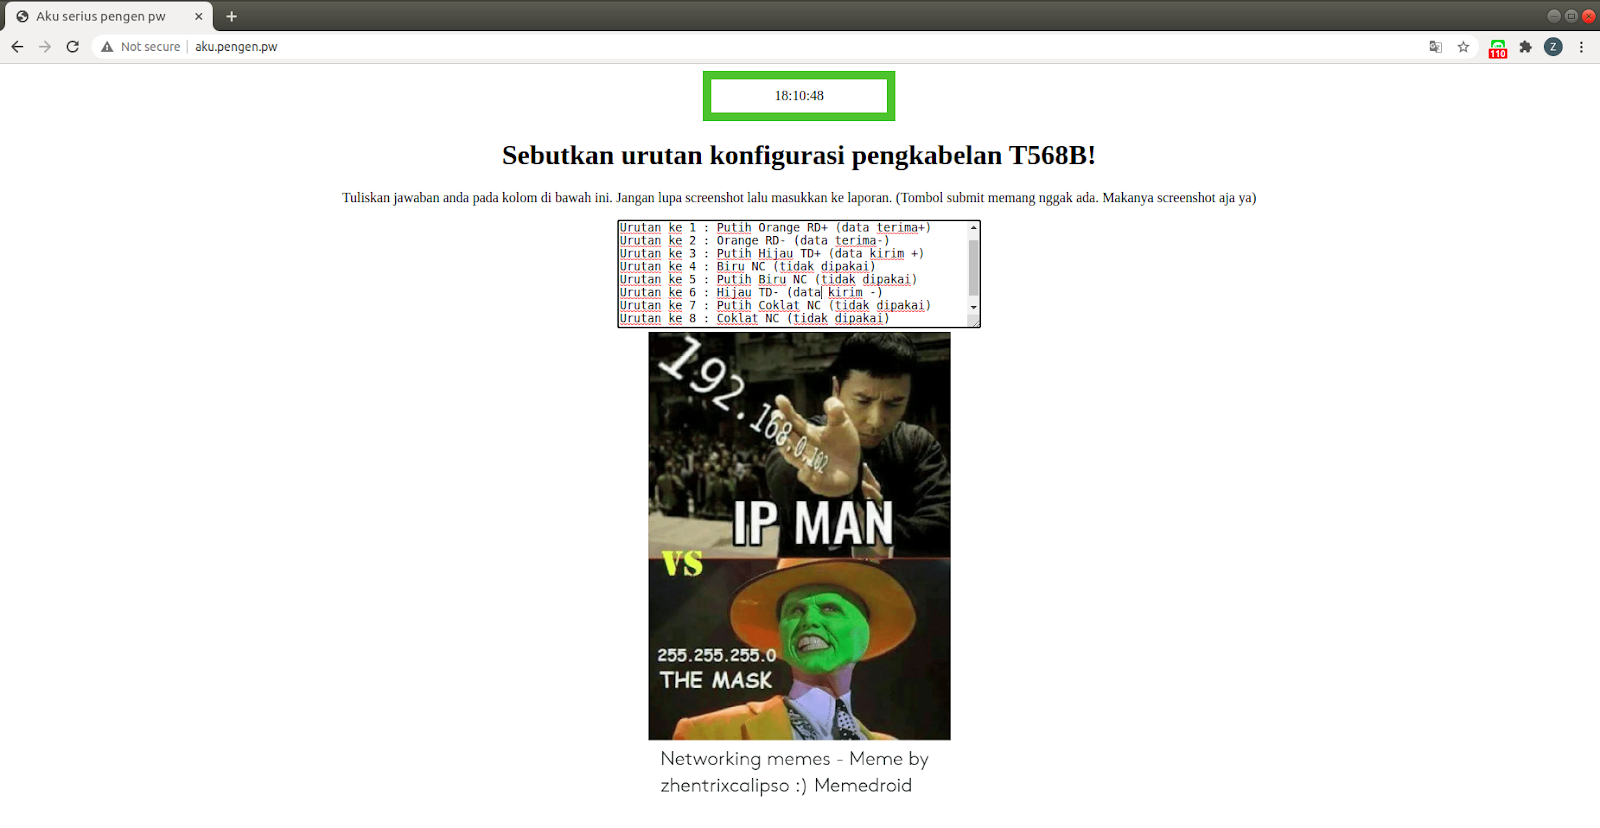 Aku serius pengen pw
Not secure | aku.pengen.pw
110
Z
18:10:48
Sebutkan urutan konfigurasi pengkabelan T568B!
Tuliskan jawaban anda pada kolom di bawah ini. Jangan lupa screenshot lalu masukkan ke laporan. (Tombol submit memang nggak ada. Makanya screenshot aja ya)
Urutan ke 1 : Putih Orange RD+ (data terima+)
Urutan ke 2 : Orange RD- (data terima-)
Urutan ke 3 : Putih Hijau TD+ (data kirim +)
Urutan ke 4 : Biru NC (tidak dipakai)
Urutan ke 5 : Putih Biru NC (tidak dipakai)
Urutan ke 6 : Hijau TD- (data kirim -)
Urutan ke 7 : Putih Coklat NC (tidak dipakai)
Urutan ke 8 : Coklat NC (tidak dipakai)
192.168.0.102
IP MAN
VS
255.255.255.0
THE MASK
Networking memes - Meme by
zhentrixcalipso :) Memedroid